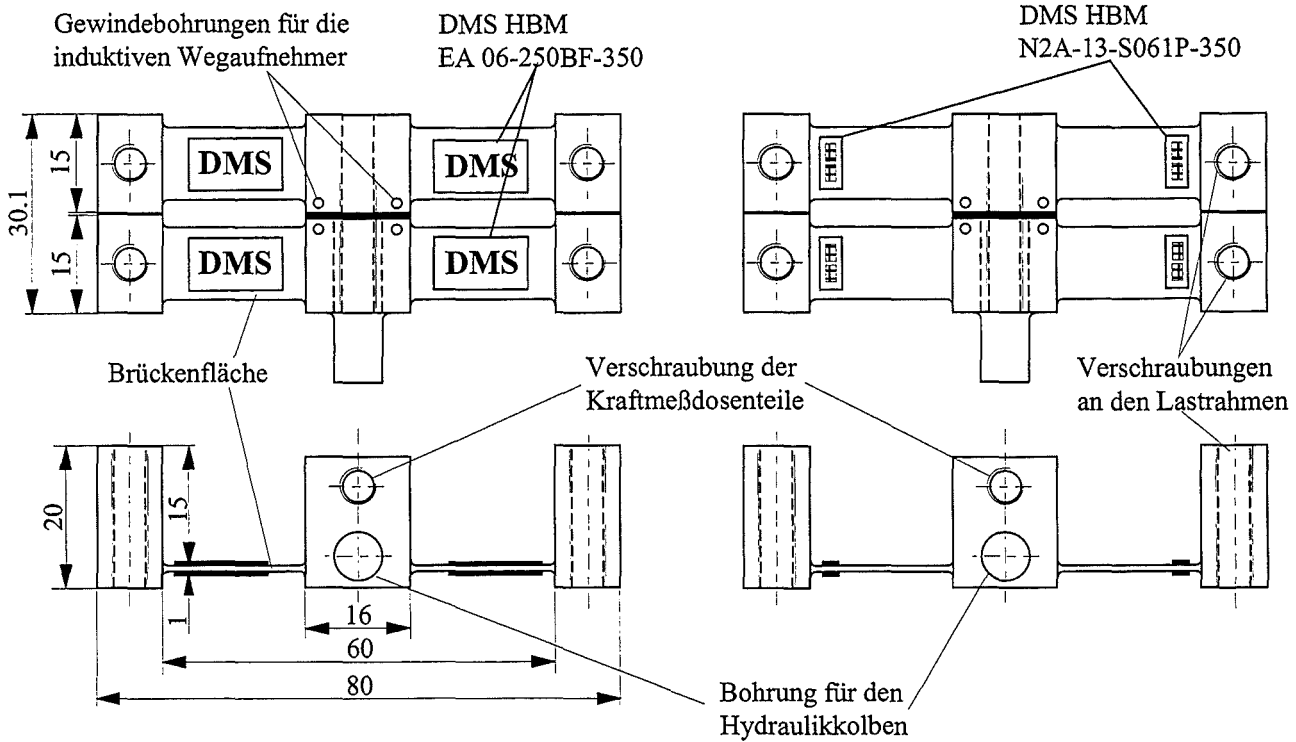 Gewindebohrungen für die
induktiven Wegaufnehmer
DMS HBM
EA 06-250BF-350
DMS HBM
N2A-13-S061P-350
30.1
15
15
DMS
DMS
DMS
DMS
Brückenfläche
Verschraubung der
Kraftmeßdosenteile
Verschraubungen
an den Lastrahmen
20
15
1
16
60
80
Bohrung für den
Hydraulikkolben